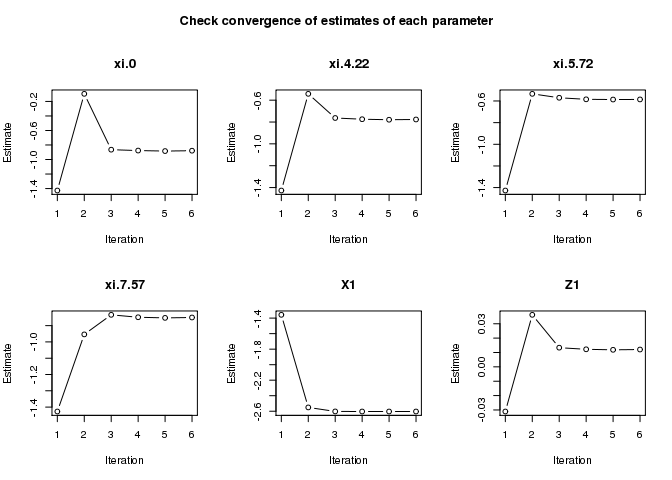 Check convergence of estimates of each parameter
xi.0
Estimate
-0.2
-0.6
-1.0
-1.4
1 2 3 4 5 6
Iteration
xi.4.22
Estimate
-0.6
-1.0
-1.4
1 2 3 4 5 6
Iteration
xi.5.72
Estimate
-0.6
-1.0
-1.4
1 2 3 4 5 6
Iteration
xi.7.57
Estimate
-1.0
-1.2
-1.4
1 2 3 4 5 6
Iteration
X1
Estimate
-1.4
-1.8
-2.2
-2.6
1 2 3 4 5 6
Iteration
Z1
Estimate
0.03
0.00
-0.03
1 2 3 4 5 6
Iteration